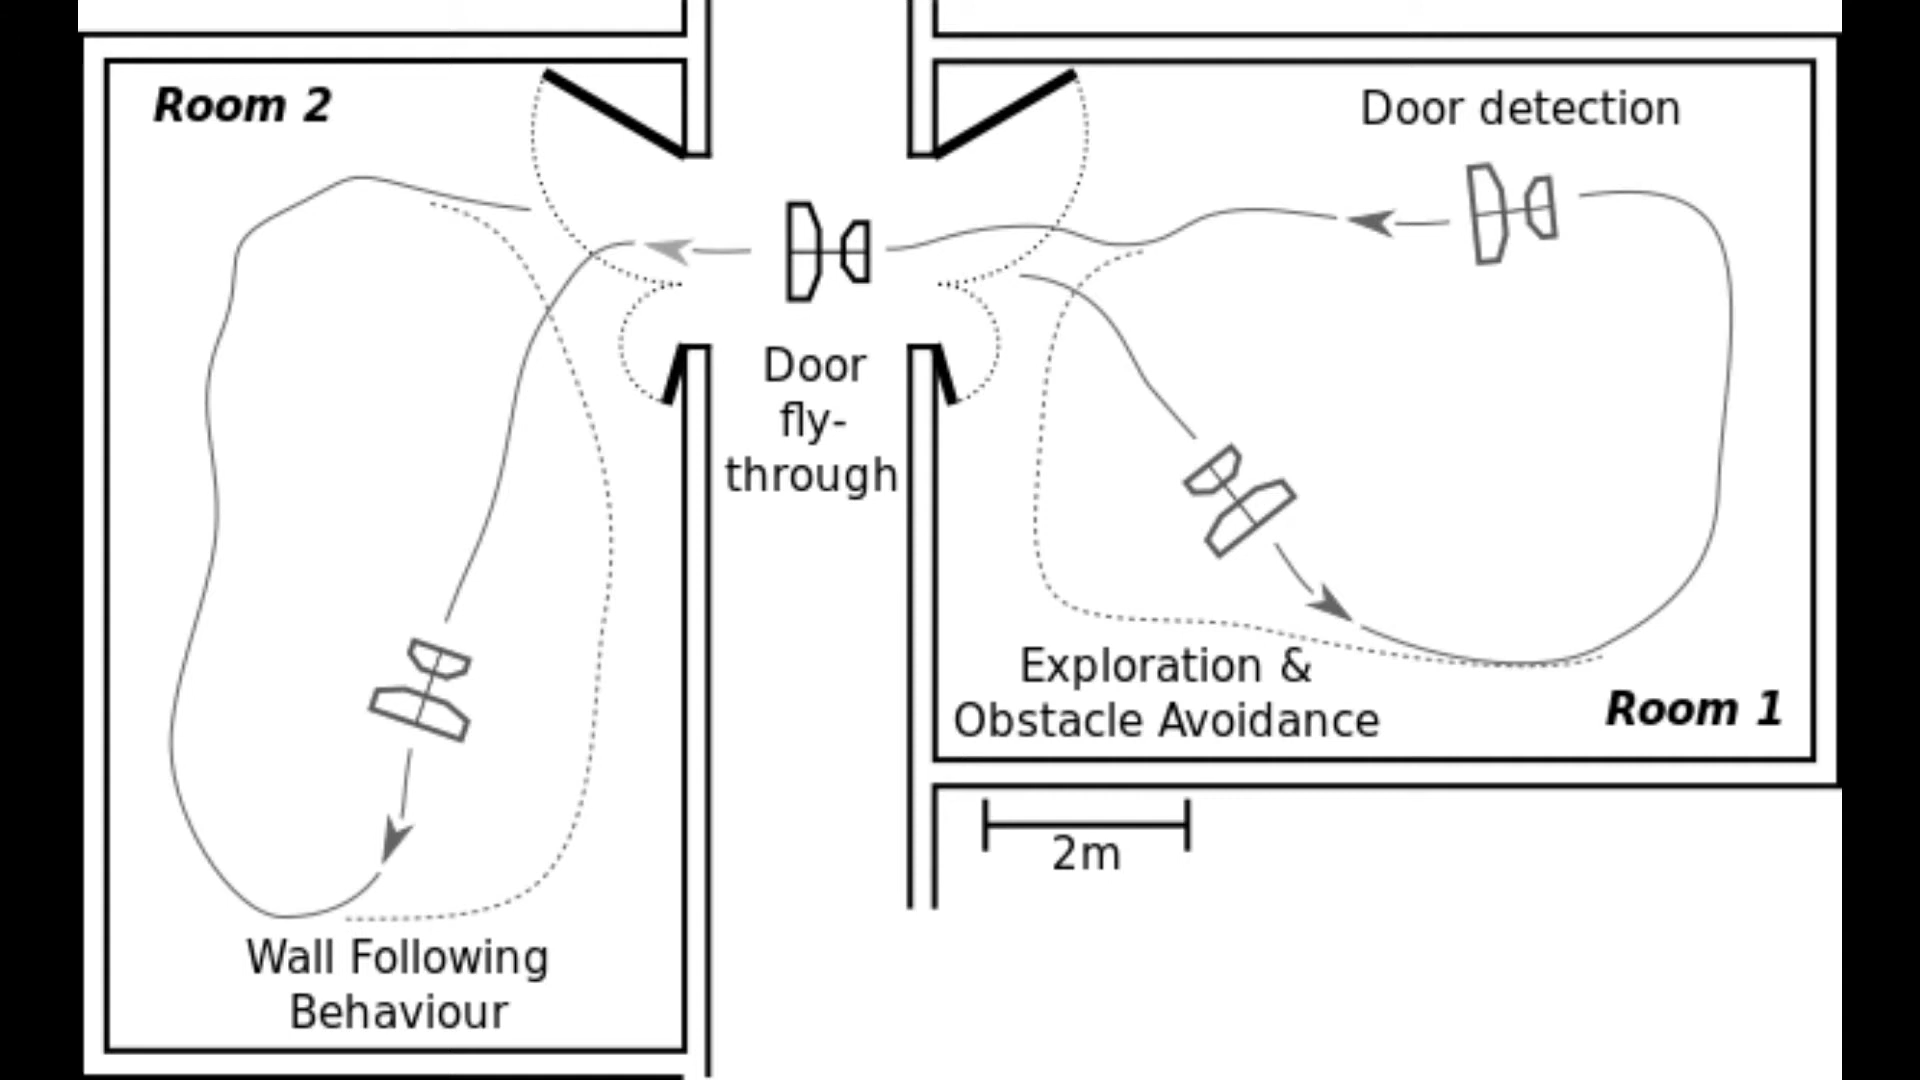 Room 2
Door detection
Door
fly-
through
Exploration &
Obstacle Avoidance
Room 1
2m
Wall Following
Behaviour